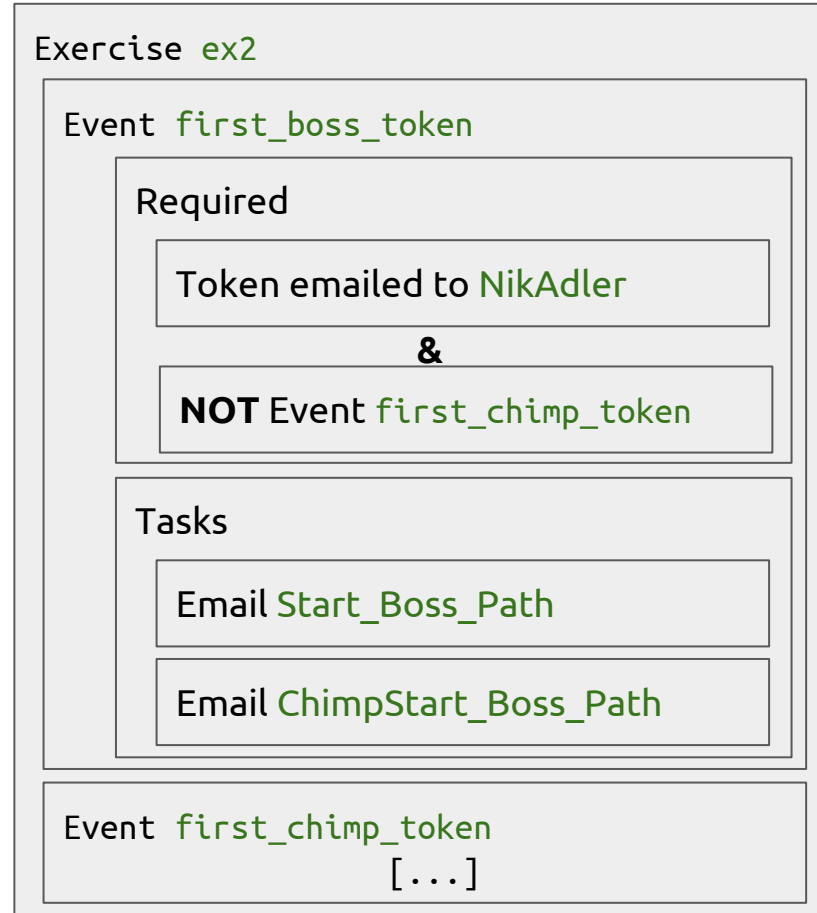 Exercise ex2
Event first_boss_token
Required
Token emailed to NikAdler
&
NOT Event first_chimp_token
Tasks
Email Start_Boss_Path
Email ChimpStart_Boss_Path
Event first_chimp_token
[...]